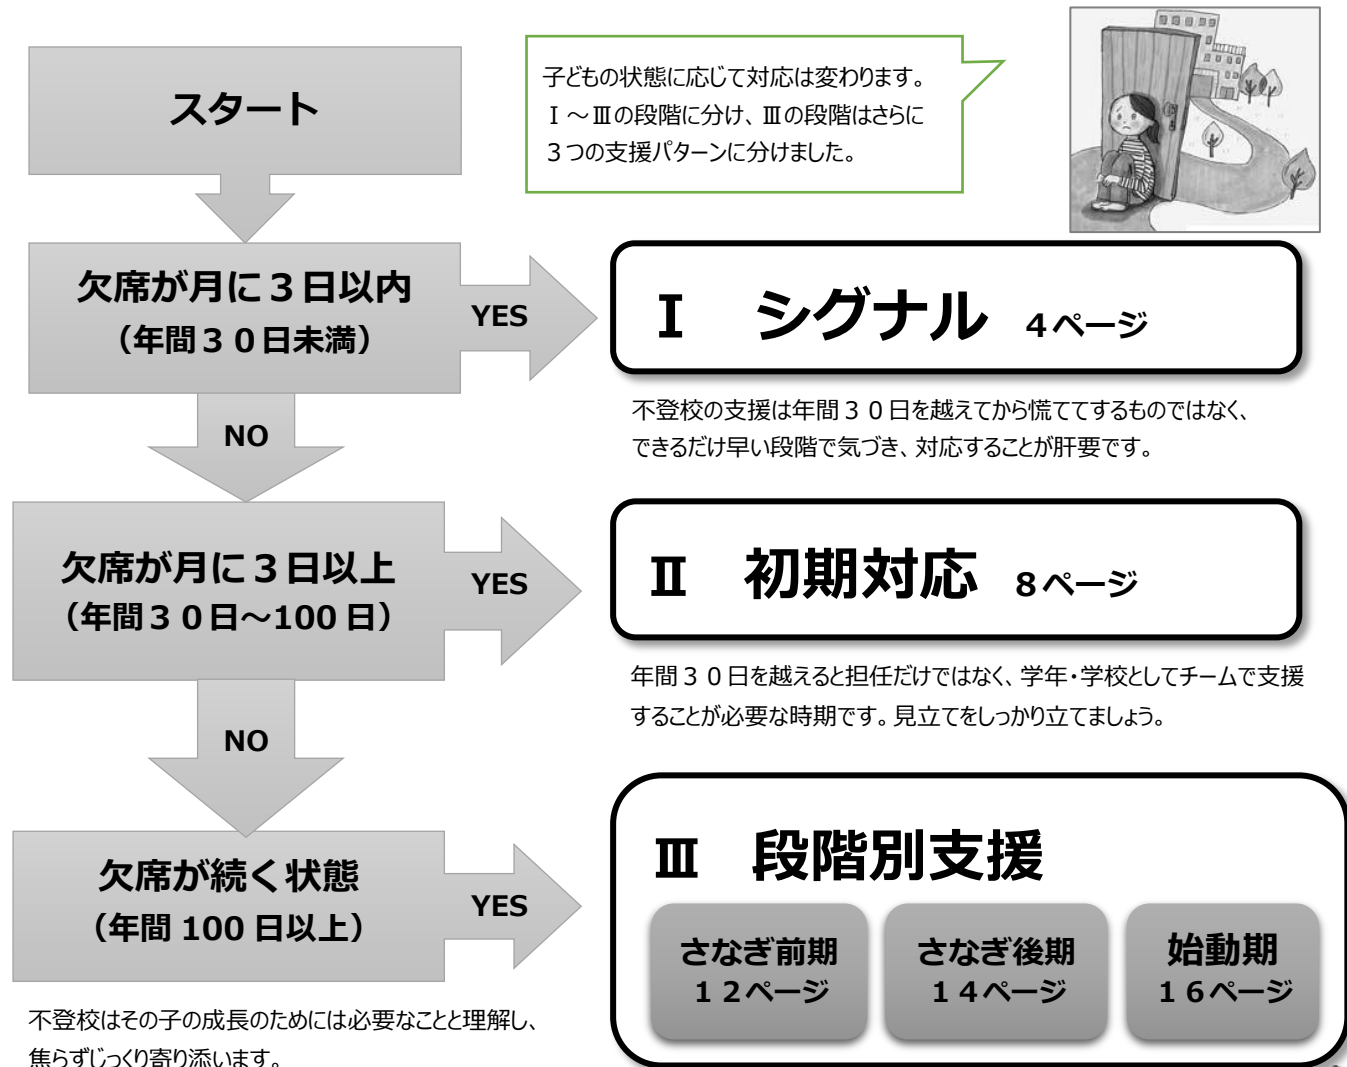 スタート
子どもの状態に応じて対応は変わります。
Ⅰ～Ⅲの段階に分け、Ⅲの段階はさらに
３つの支援パターンに分けました。
欠席が月に３日以内
（年間３０日未満）
YES
Ⅰ　シグナル　４ページ
不登校の支援は年間３０日を越えてから慌ててするものではなく、
できるだけ早い段階で気づき、対応することが肝要です。
NO
欠席が月に３日以上
（年間３０日～100 日）
YES
Ⅱ　初期対応　８ページ
年間３０日を越えると担任だけではなく、学年・学校としてチームで支援
することが必要な時期です。見立てをしっかり立てましょう。
NO
欠席が続く状態
（年間 100 日以上）
YES
Ⅲ　段階別支援
さなぎ前期
１２ページ
さなぎ後期
１４ページ
始動期
１６ページ
不登校はその子の成長のためには必要なことと理解し、
焦らずじっくり寄り添います。